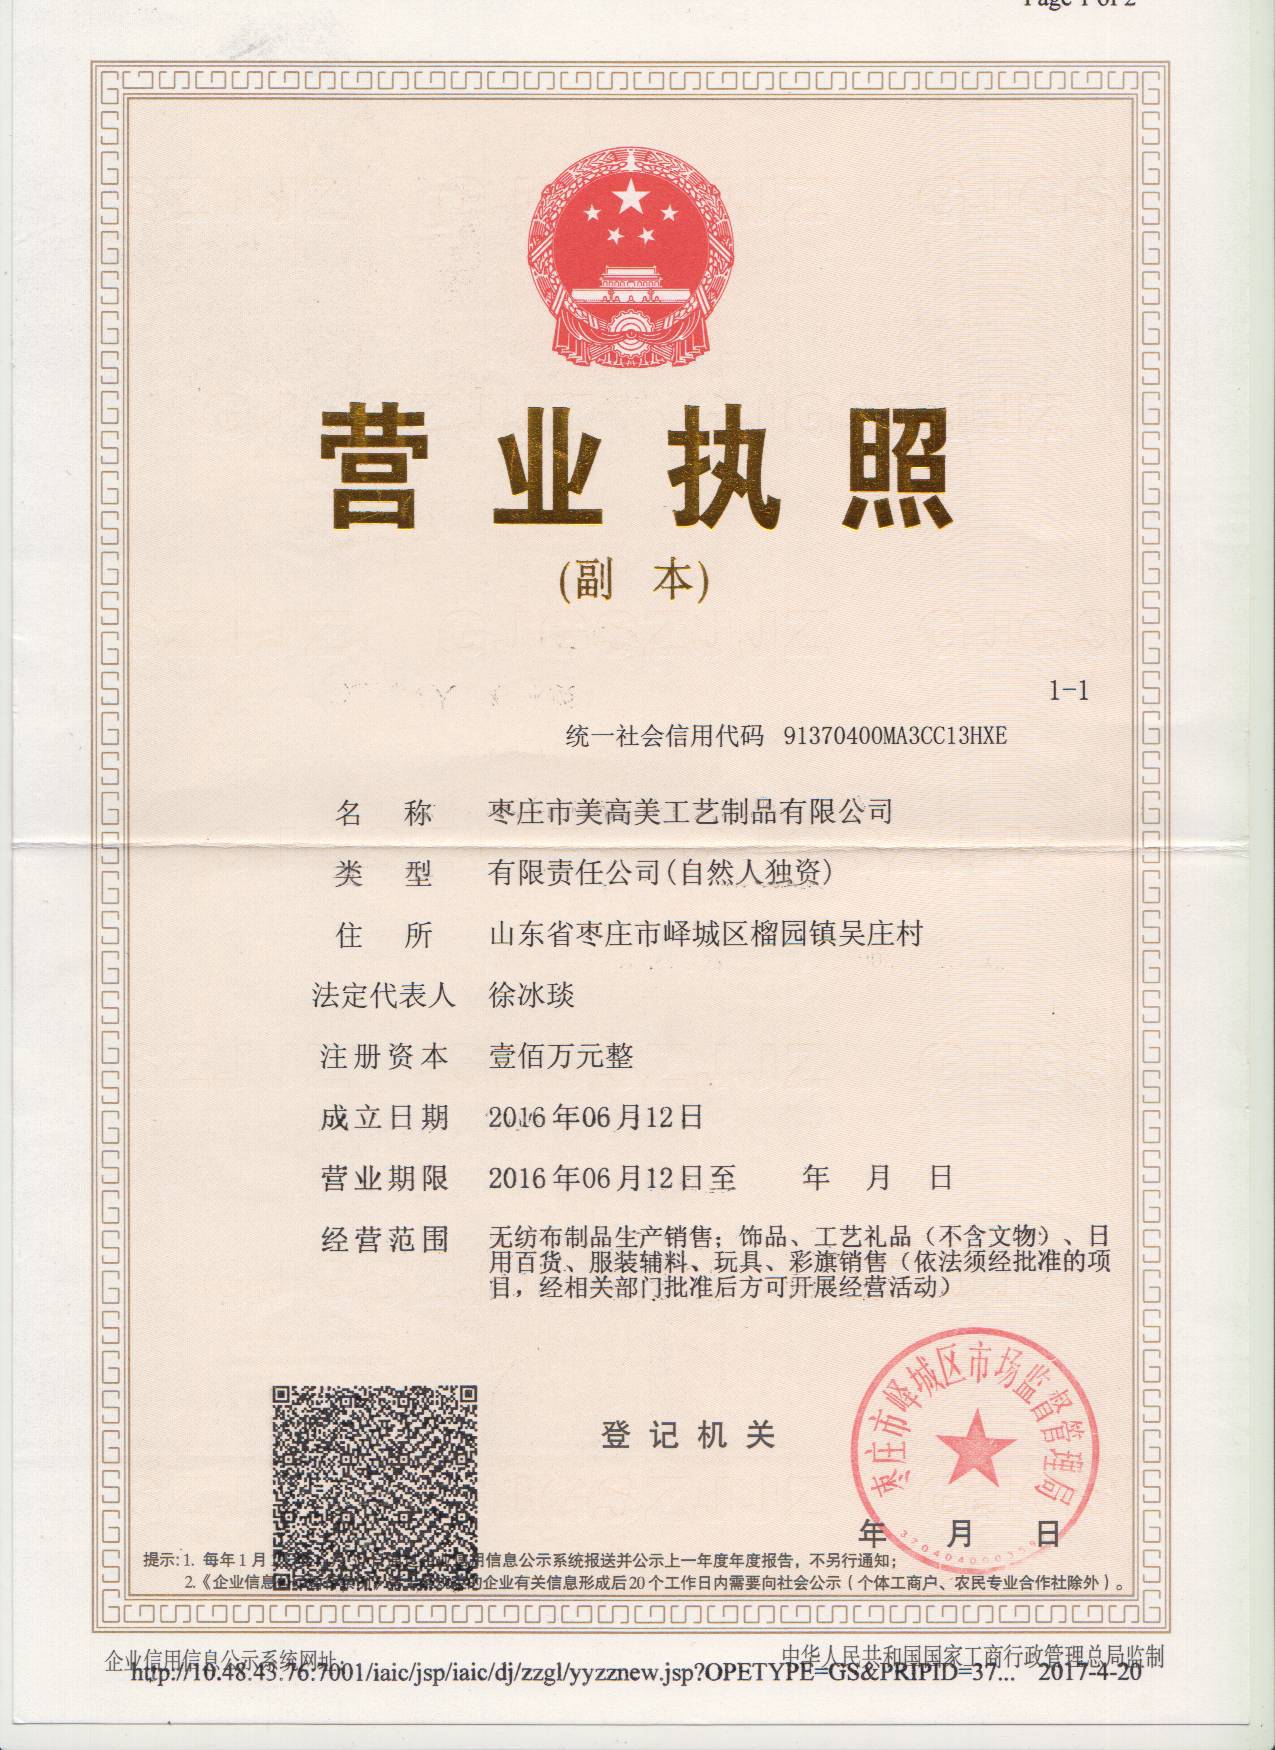 Page 1 of 2
营业执照
(副 本)
1-1
统一社会信用代码 91370400MA3CC13HXE
名 称 枣庄市美高美工艺制品有限公司
类 型 有限责任公司(自然人独资)
住 所 山东省枣庄市峄城区榴园镇吴庄村
法定代表人 徐冰琰
注册资本 壹佰万元整
成立日期 2016年06月12日
营业期限 2016年06月12日至 年 月 日
经营范围 无纺布制品生产销售；饰品、工艺礼品（不含文物）、日
用百货、服装辅料、玩具、彩旗销售（依法须经批准的项
目，经相关部门批准后方可开展经营活动）
枣庄市峄城区市场监督管理局
登记机关
年 月 日
提示：1. 每年1月 信用信息公示系统报送并公示上一年度年度报告，不另行通知；
2.《企业信息 的企业有关信息形成后20个工作日内需要向社会公示（个体工商户、农民专业合作社除外）。
企业信用信息公示系统网址：
中华人民共和国国家工商行政管理总局监制
http://10.48.43.76:7001/iaic/jsp/iaic/dj/zzgl/yyzznew.jsp?OPETYPE=GS&PRIPID=37... 2017-4-20